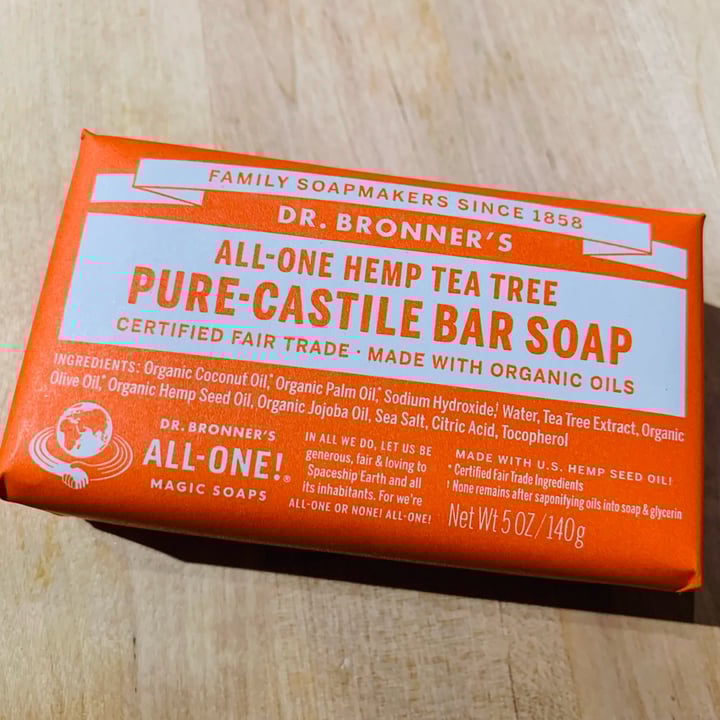 FAMILY SOAPMAKERS SINCE 1858
DR. BRONNER'S
ALL-ONE HEMP TEA TREE
PURE-CASTILE BAR SOAP
CERTIFIED FAIR TRADE · MADE WITH ORGANIC OILS
INGREDIENTS: Organic Coconut Oil,* Organic Palm Oil,* Sodium Hydroxide,† Water, Tea Tree Extract, Organic
Olive Oil,* Organic Hemp Seed Oil, Organic Jojoba Oil, Sea Salt, Citric Acid, Tocopherol
DR. BRONNER'S
ALL-ONE!®
MAGIC SOAPS
IN ALL WE DO, LET US BE
generous, fair & loving to
Spaceship Earth and all
its inhabitants. For we're
ALL-ONE OR NONE! ALL-ONE!
MADE WITH U.S. HEMP SEED OIL!
* Certified Fair Trade Ingredients
† None remains after saponifying oils into soap & glycerin
Net Wt 5 OZ/140g